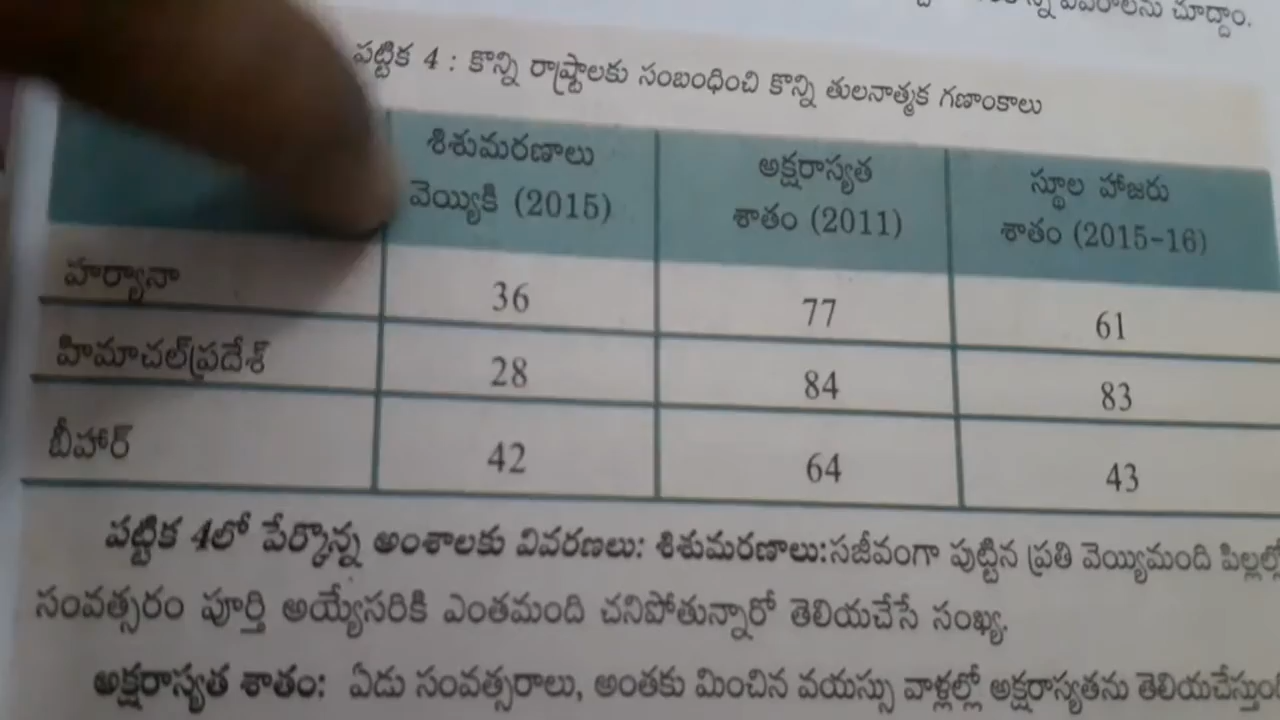 వివరాలను చూద్దాం.
పట్టిక 4 : కొన్ని రాష్ట్రాలకు సంబంధించి కొన్ని తులనాత్మక గణాంకాలు
శిశుమరణాలు వెయ్యికి (2015) అక్షరాస్యత శాతం (2011) స్థూల హాజరు శాతం (2015-16)
హర్యానా 36 77 61
హిమాచల్‌ప్రదేశ్ 28 84 83
బీహార్ 42 64 43
పట్టిక 4లో పేర్కొన్న అంశాలకు వివరణలు: శిశుమరణాలు:సజీవంగా పుట్టిన ప్రతి వెయ్యిమంది
సంవత్సరం పూర్తి అయ్యేసరికి ఎంతమంది చనిపోతున్నారో తెలియచేసే సంఖ్య.
అక్షరాస్యత శాతం: ఏడు సంవత్సరాలు, అంతకు మించిన వయస్సు వాళ్లల్లో అక్షరాస్యతను